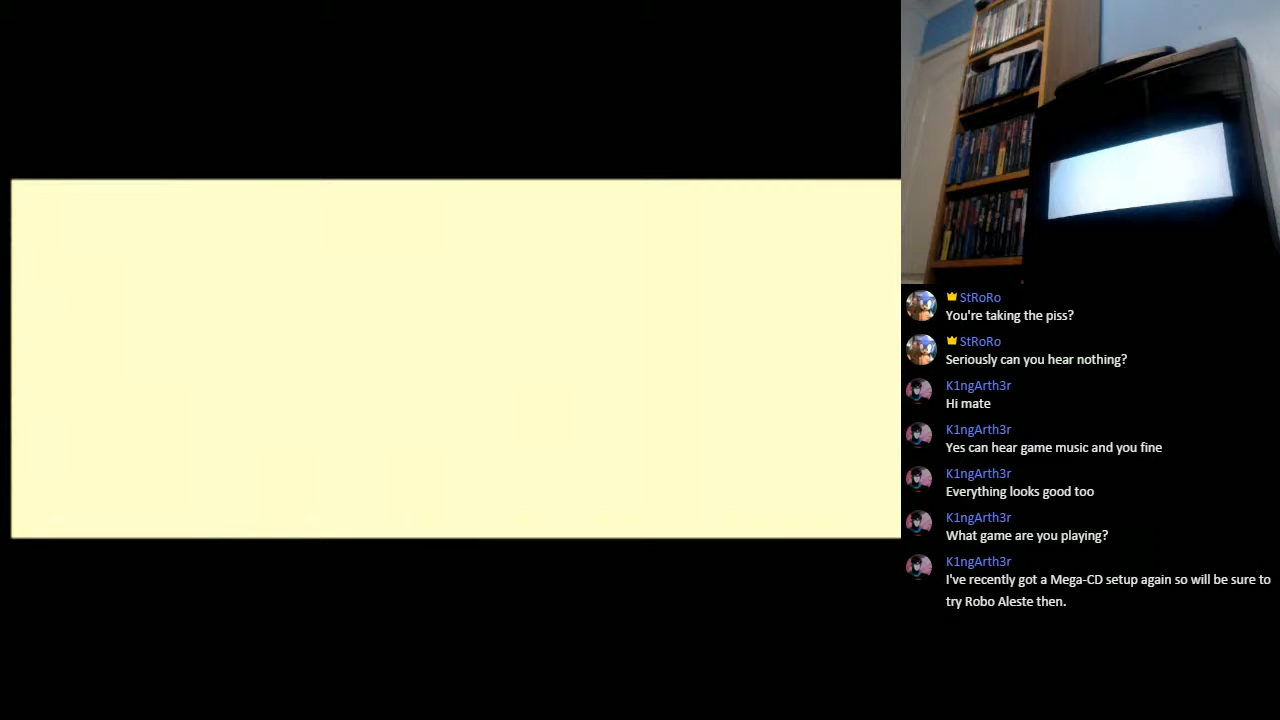 StRoRo
You're taking the piss?
StRoRo
Seriously can you hear nothing?
K1ngArth3r
Hi mate
K1ngArth3r
Yes can hear game music and you fine
K1ngArth3r
Everything looks good too
K1ngArth3r
What game are you playing?
K1ngArth3r
I've recently got a Mega-CD setup again so will be sure to
try Robo Aleste then.